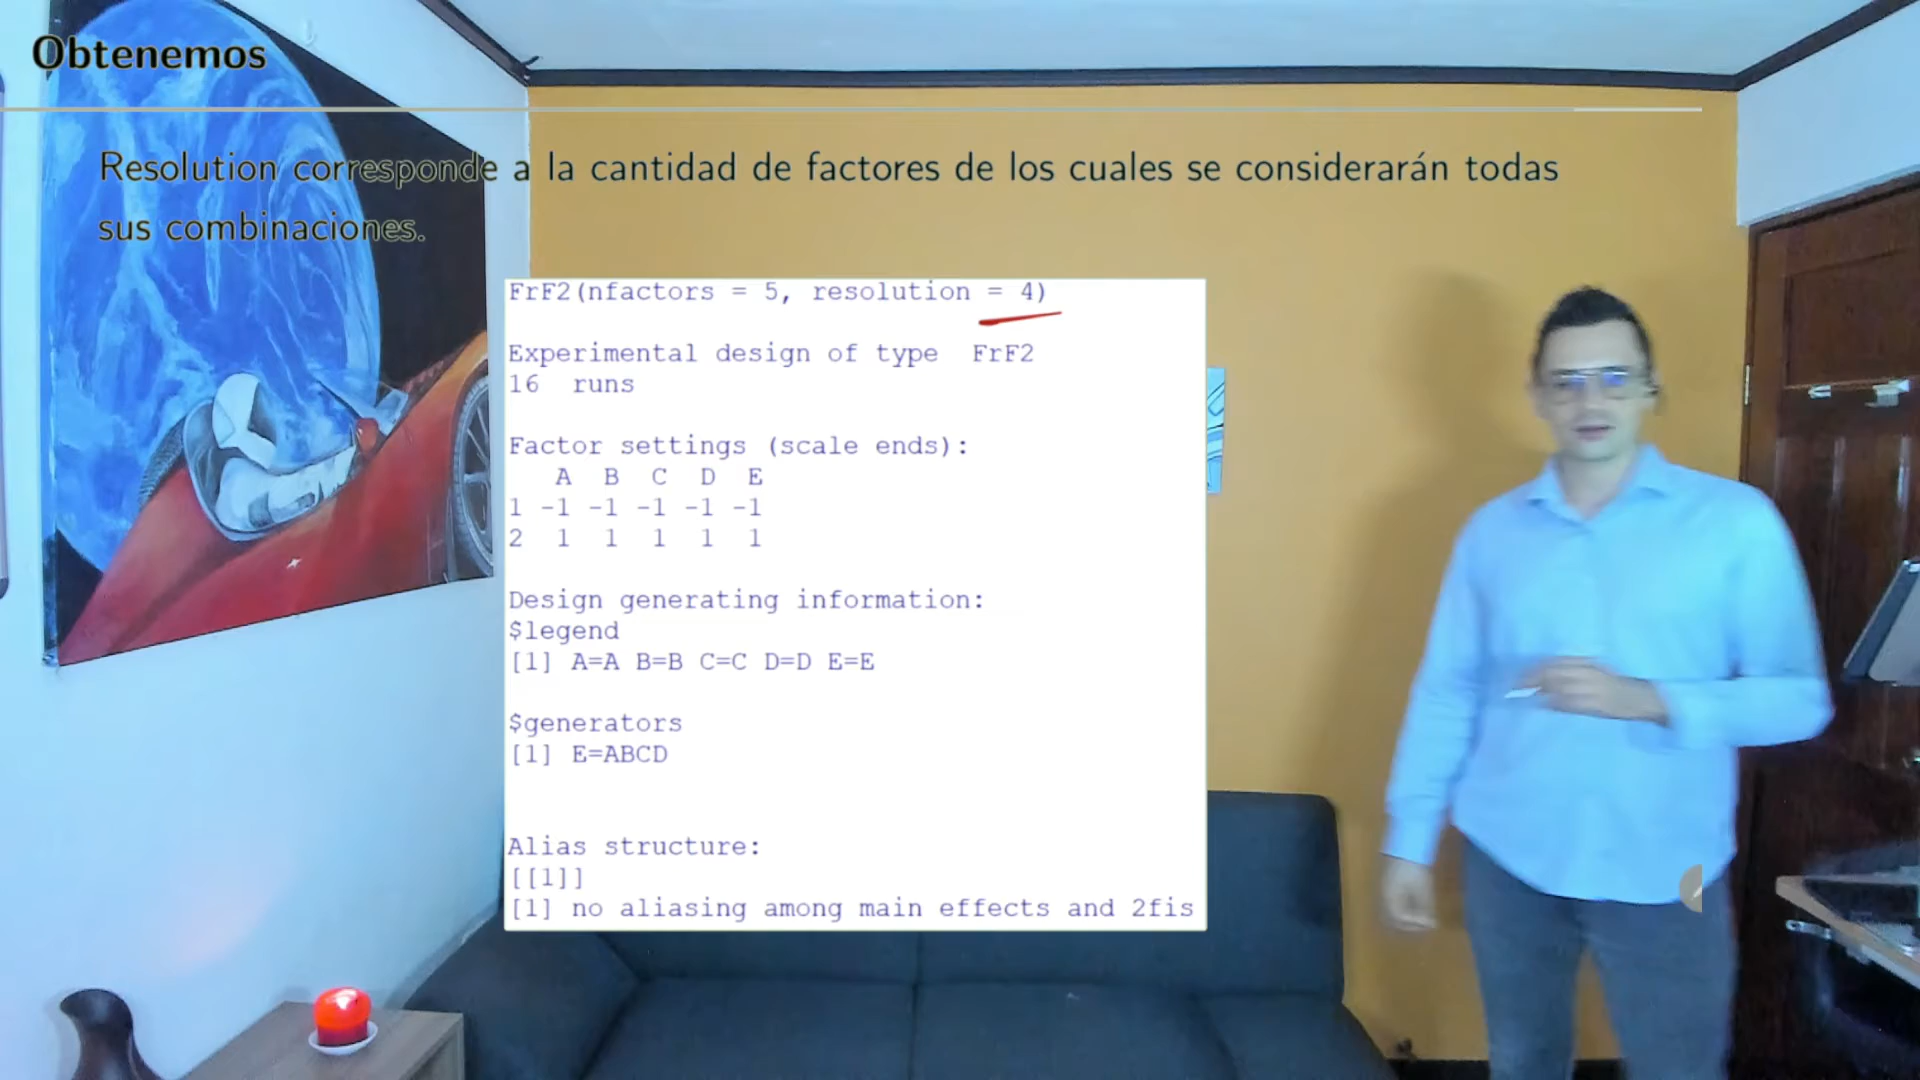 Obtenemos
Resolution corresponde a la cantidad de factores de los cuales se considerarán todas
sus combinaciones.
FrF2(nfactors = 5, resolution = 4)
Experimental design of type  FrF2
16  runs
Factor settings (scale ends):
   A  B  C  D  E
1 -1 -1 -1 -1 -1
2  1  1  1  1  1
Design generating information:
$legend
[1] A=A B=B C=C D=D E=E
$generators
[1] E=ABCD
Alias structure:
[[1]]
[1] no aliasing among main effects and 2fis